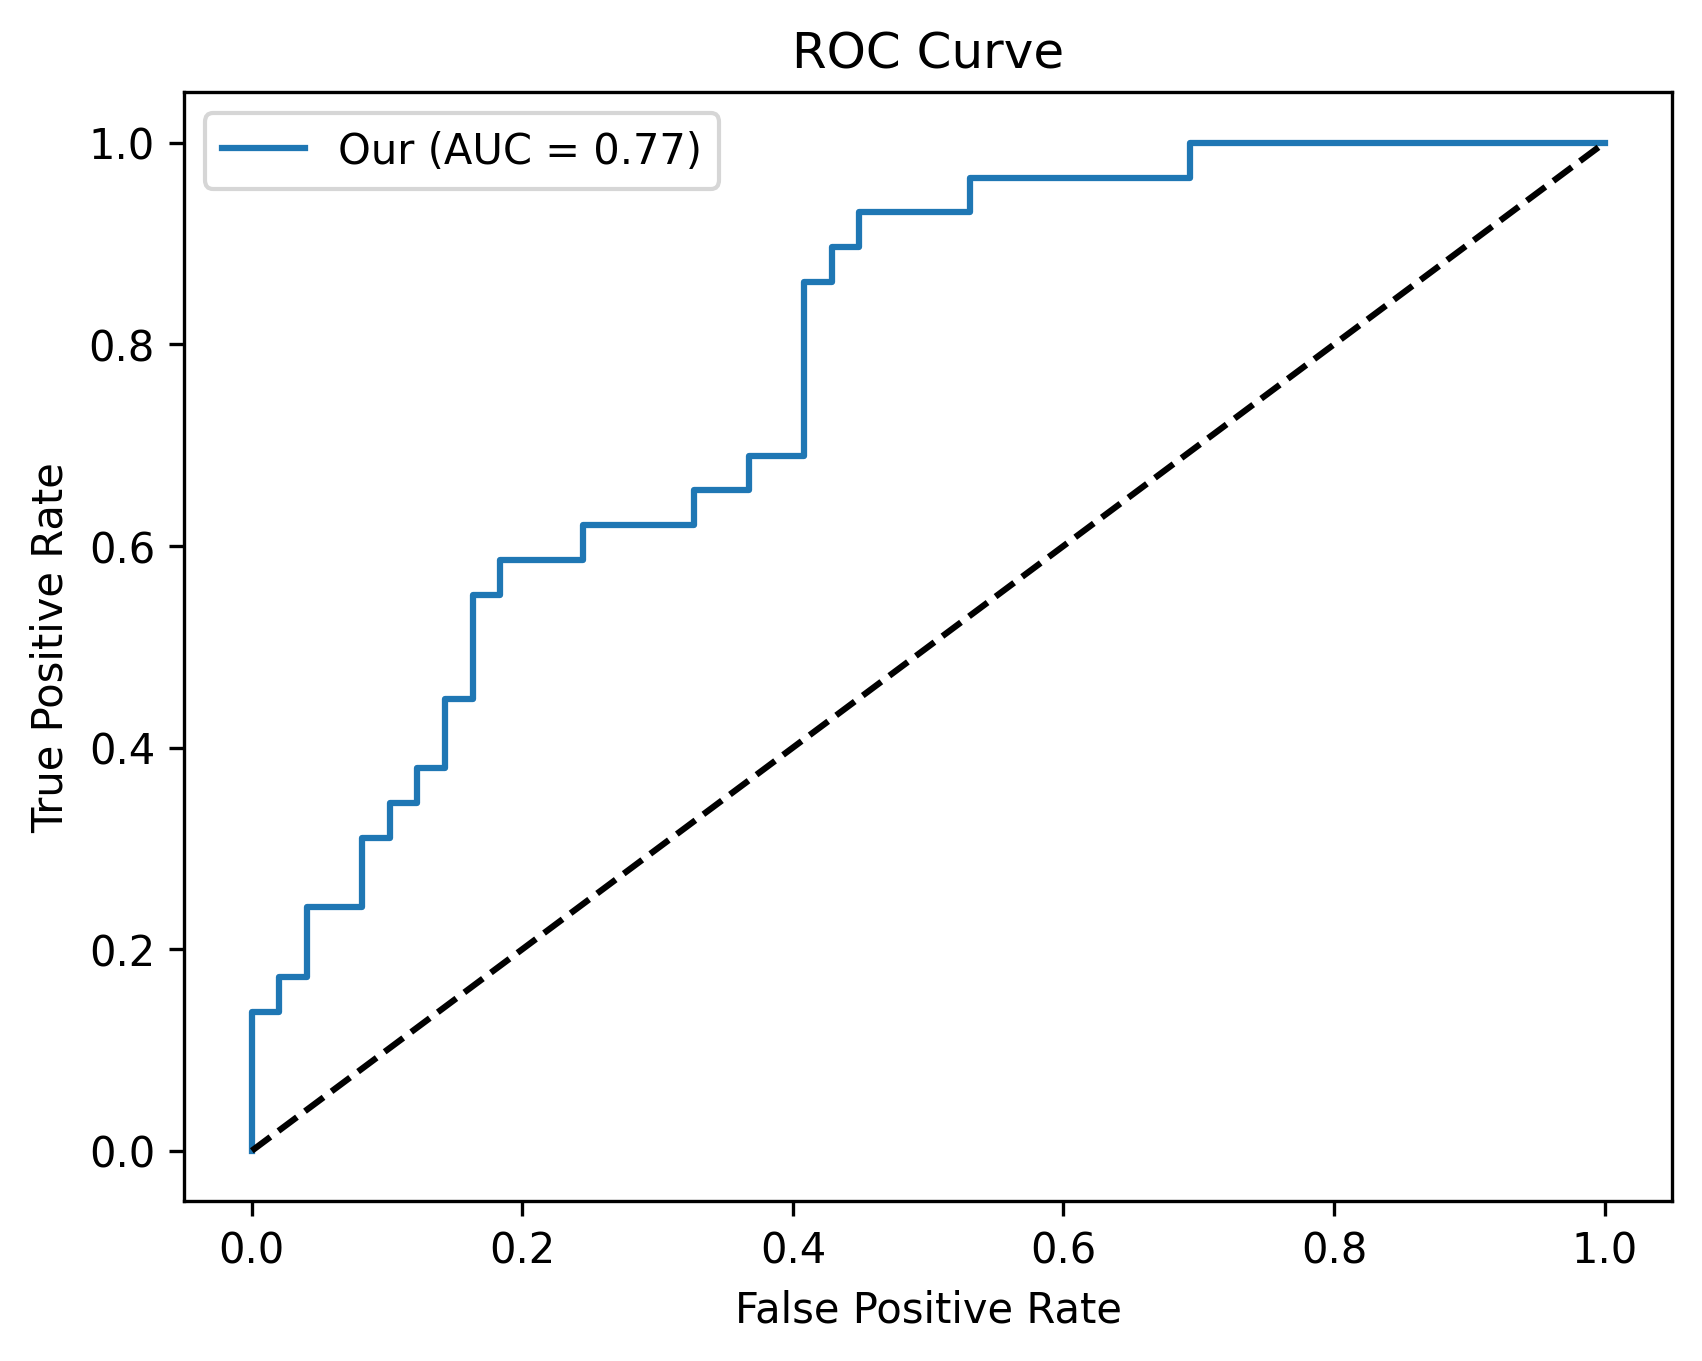 ROC Curve
Our (AUC = 0.77)
1.0
0.8
0.6
0.4
0.2
0.0
True Positive Rate
0.0 0.2 0.4 0.6 0.8 1.0
False Positive Rate